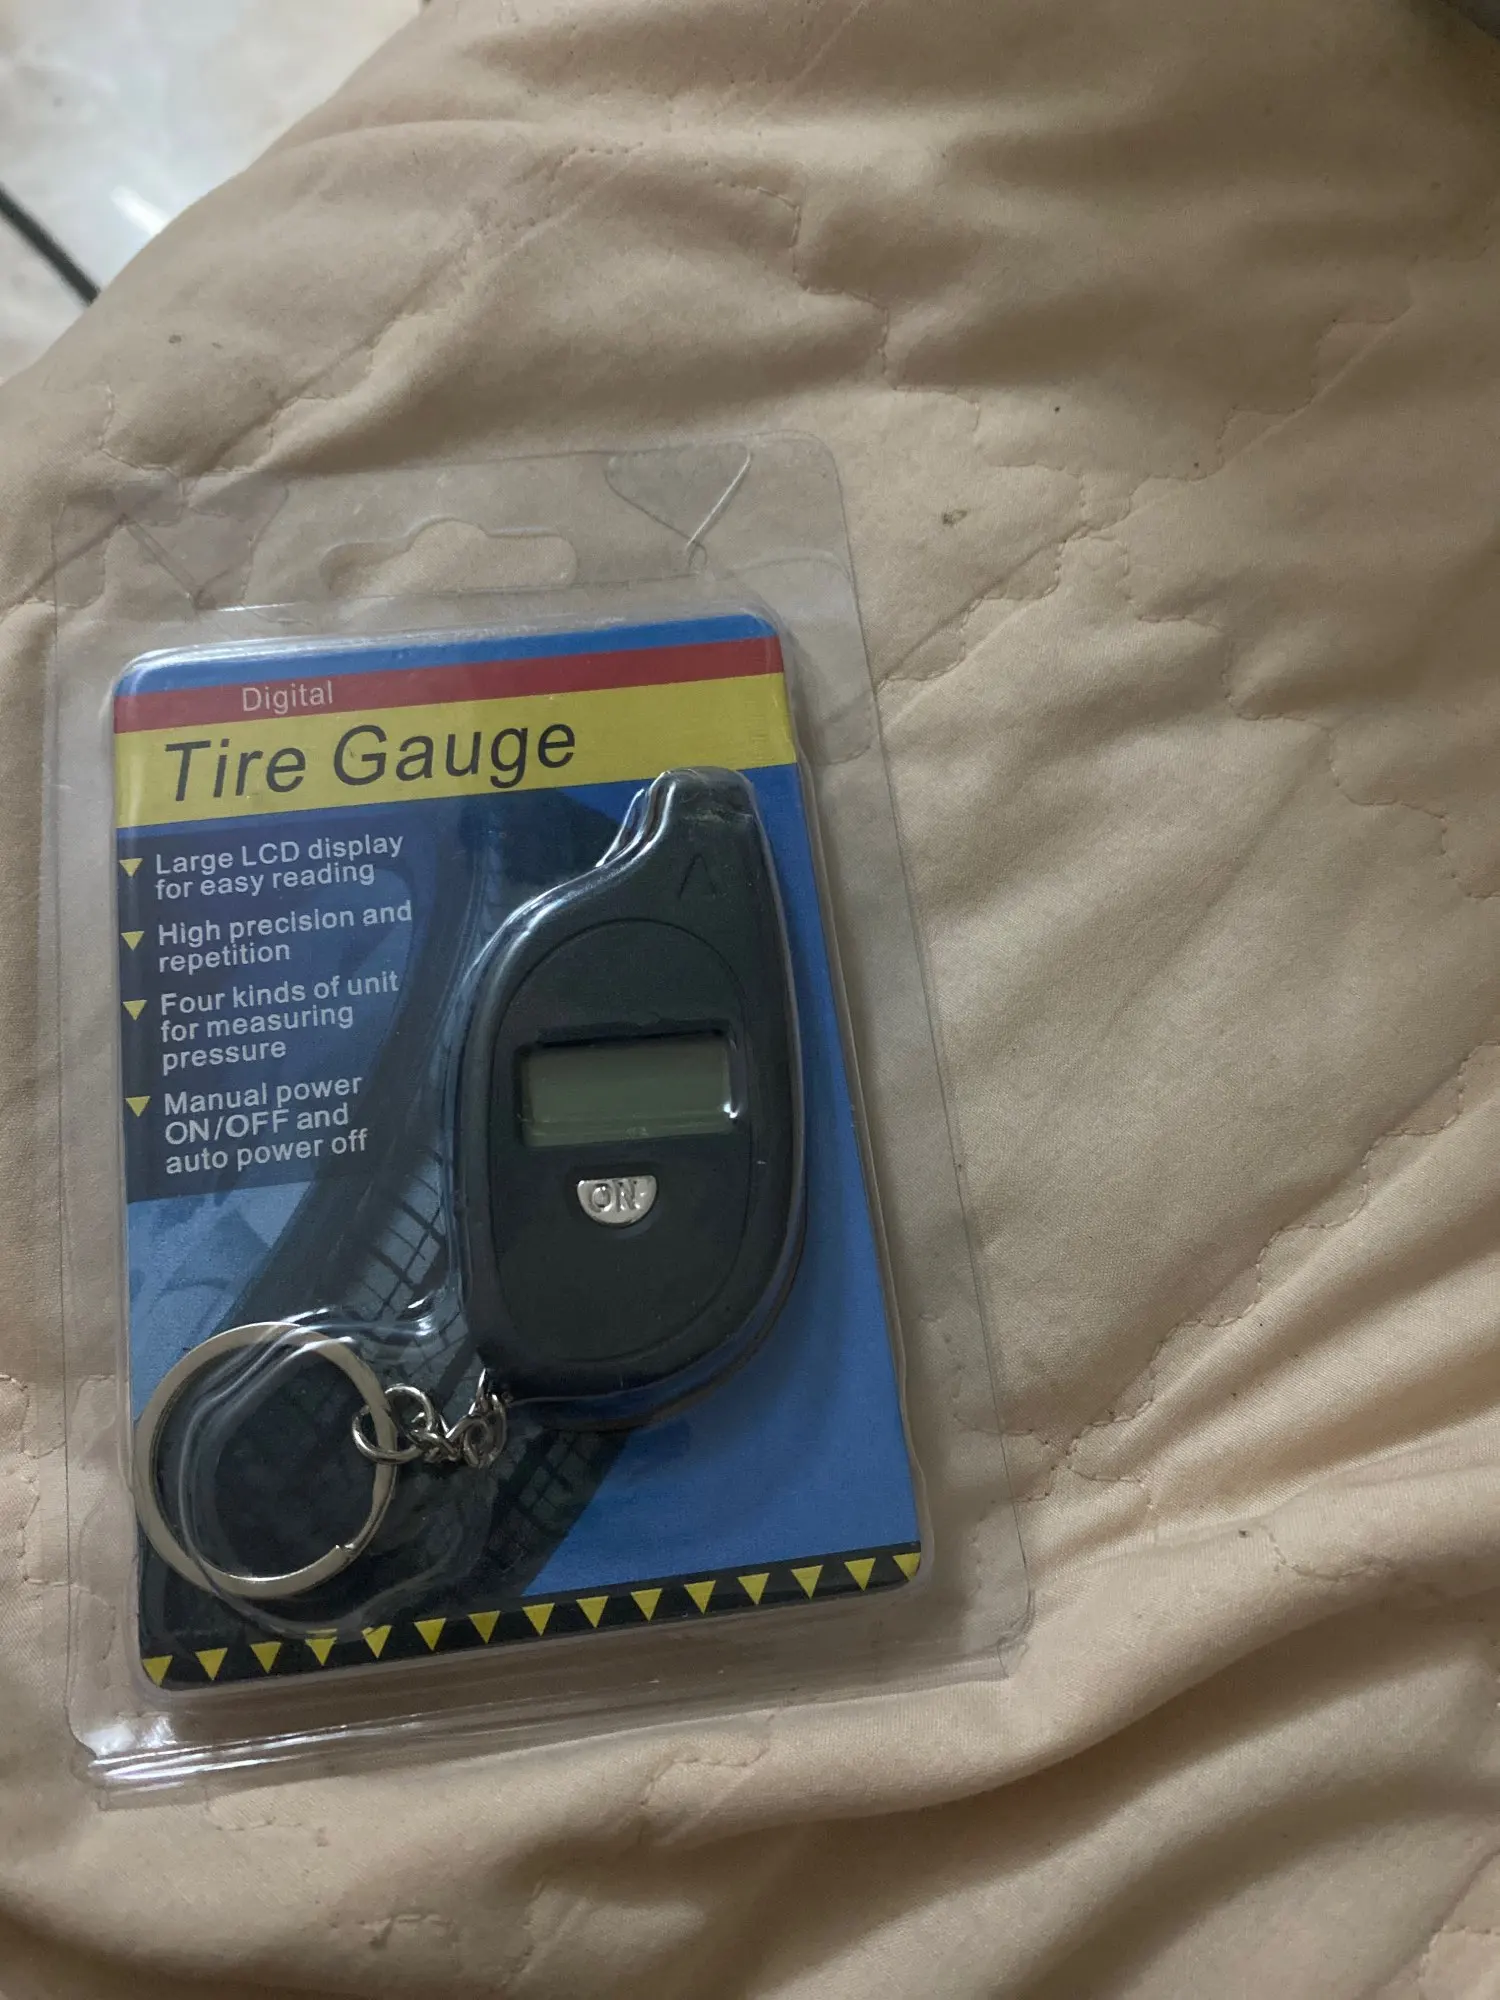 Digital
Tire Gauge
Large LCD display
for easy reading
High precision and
repetition
Four kinds of unit
for measuring
pressure
Manual power
ON/OFF and
auto power off
ON